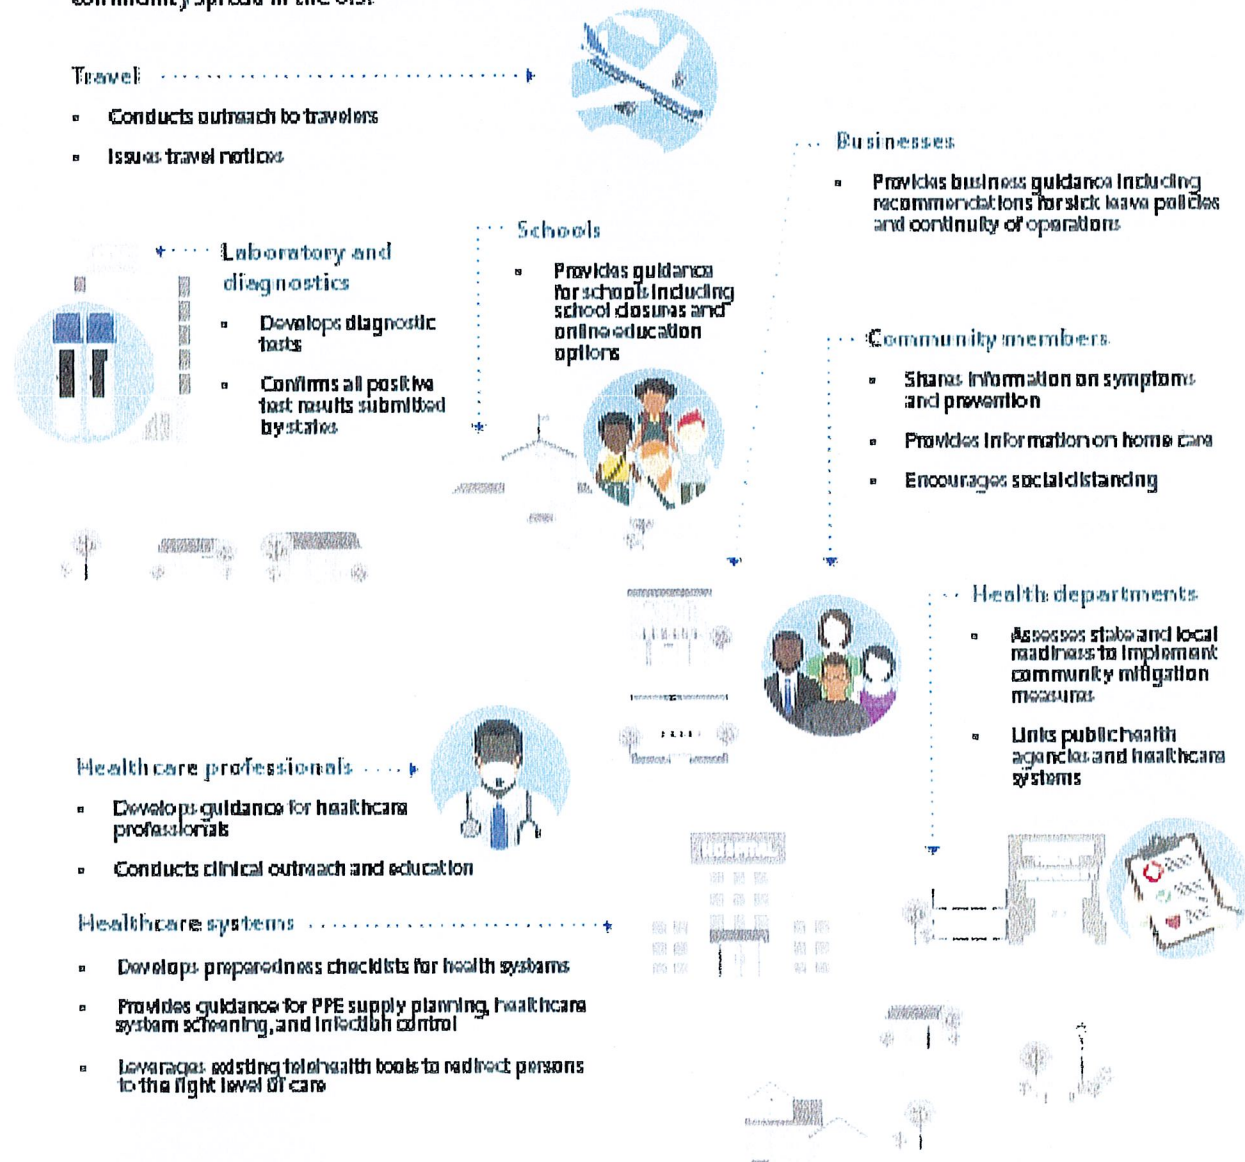 community spread in the U.S.
Travel
Conducts outreach to travelers
Issues travel notices
Businesses
Provides business guidance including
recommendations for sick leave policies
and continuity of operations
Schools
Provides guidance
for schools including
school closures and
online education
options
Laboratory and
diagnostics
Develops diagnostic
tests
Confirms all positive
test results submitted
by states
Community members
Shares information on symptoms
and prevention
Provides information on home care
Encourages social distancing
Health departments
Assesses state and local
readiness to implement
community mitigation
measures
Links public health
agencies and healthcare
systems
Healthcare professionals
Develops guidance for healthcare
professionals
Conducts clinical outreach and education
HOSPITAL
Healthcare systems
Develops preparedness checklists for health systems
Provides guidance for PPE supply planning, healthcare
system screening, and infection control
Leverages existing telehealth tools to redirect persons
to the right level of care